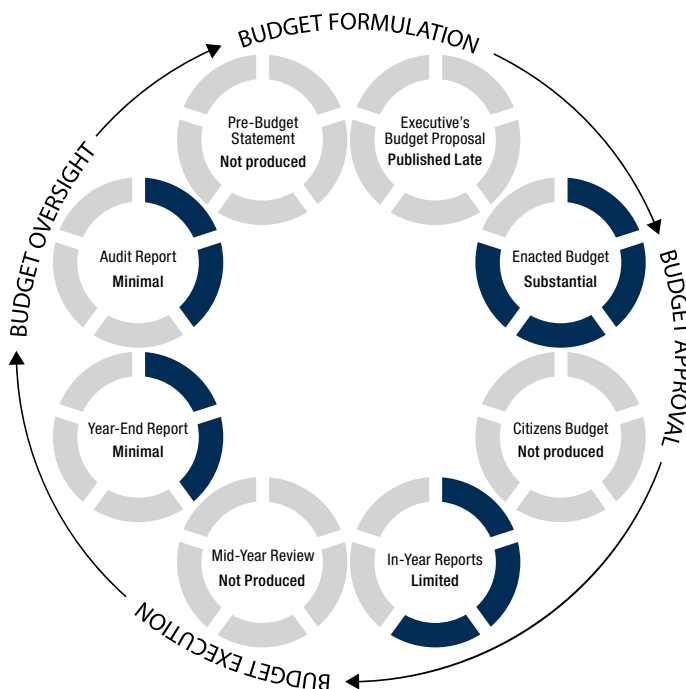 BUDGET FORMULATION
Pre-Budget
Statement
Not produced
Executive's
Budget Proposal
Published Late
BUDGET OVERSIGHT
Audit Report
Minimal
Enacted Budget
Substantial
BUDGET APPROVAL
Year-End Report
Minimal
Citizens Budget
Not produced
Mid-Year Review
Not Produced
In-Year Reports
Limited
BUDGET EXECUTION